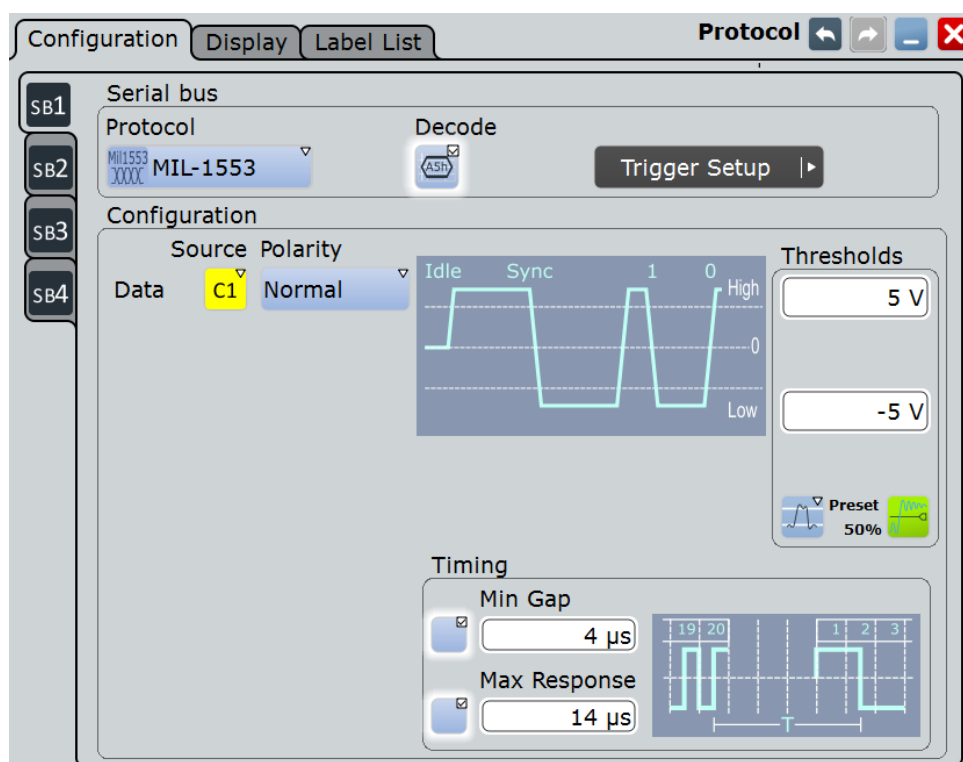 Configuration Display Label List Protocol
SB1
SB2
SB3
SB4
Serial bus
Protocol Decode
Mil1553
XXXX
MIL-1553
A5h
Trigger Setup
Configuration
Source Polarity
Data C1 Normal
Idle Sync 1 0
High
0
Low
Thresholds
5 V
-5 V
Preset
50%
Timing
Min Gap
4 µs
Max Response
14 µs
19 20 1 2 3
T